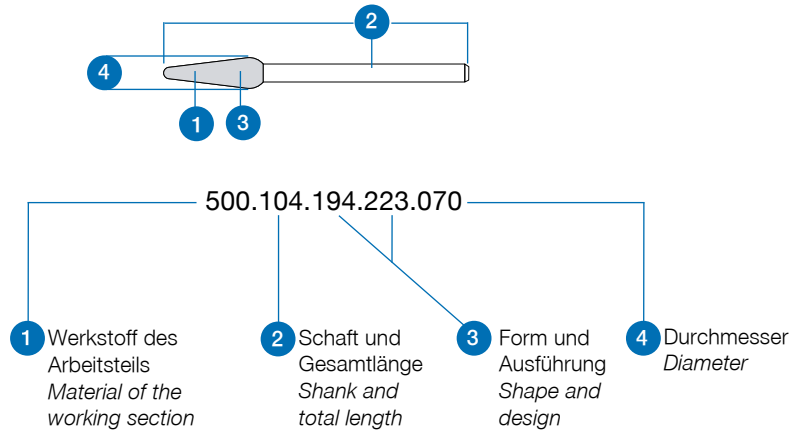 2
4
1
3
500.104.194.223.070
1 Werkstoff des
Arbeitsteils
Material of the
working section
2 Schaft und
Gesamtlänge
Shank and
total length
3 Form und
Ausführung
Shape and
design
4 Durchmesser
Diameter